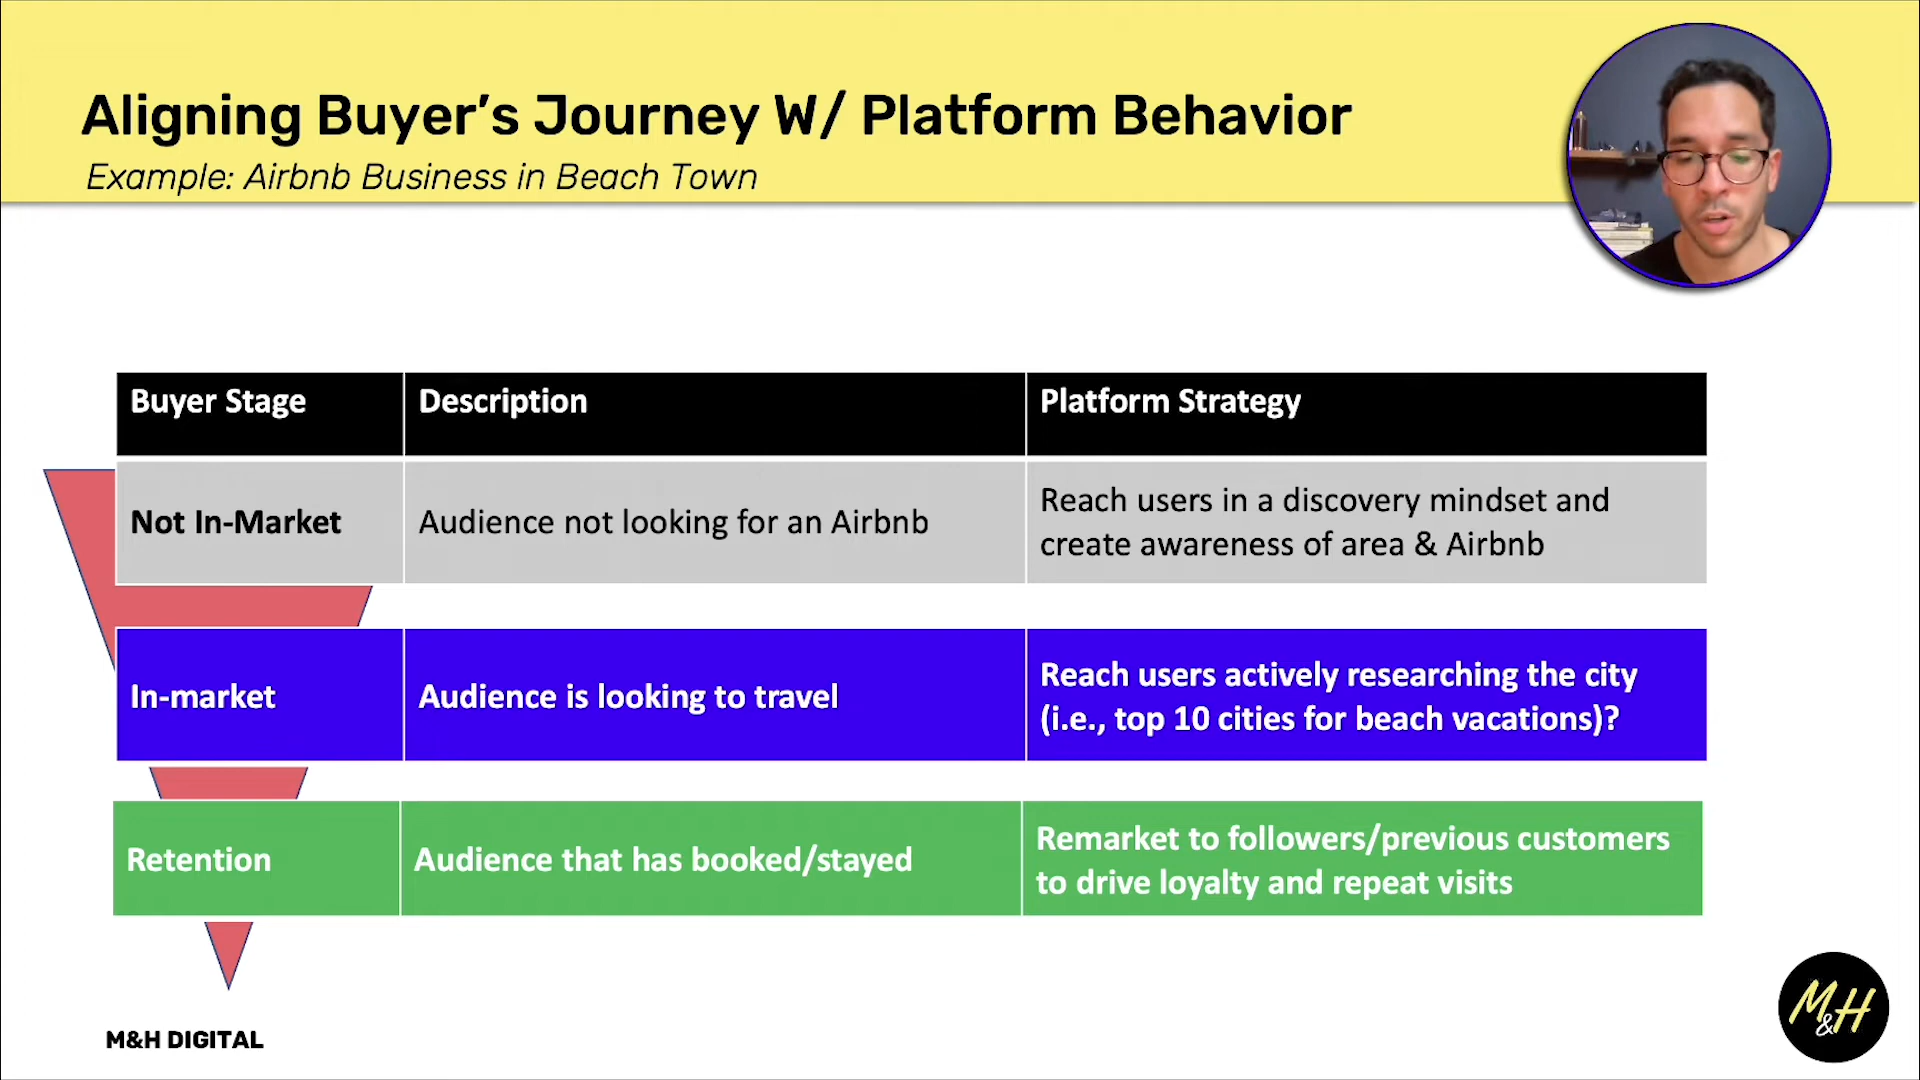 Aligning Buyer’s Journey W/ Platform Behavior
Example: Airbnb Business in Beach Town
Buyer Stage
Description
Platform Strategy
Not In-Market
Audience not looking for an Airbnb
Reach users in a discovery mindset and
create awareness of area & Airbnb
In-market
Audience is looking to travel
Reach users actively researching the city
(i.e., top 10 cities for beach vacations)?
Retention
Audience that has booked/stayed
Remarket to followers/previous customers
to drive loyalty and repeat visits
M&H DIGITAL
M&H